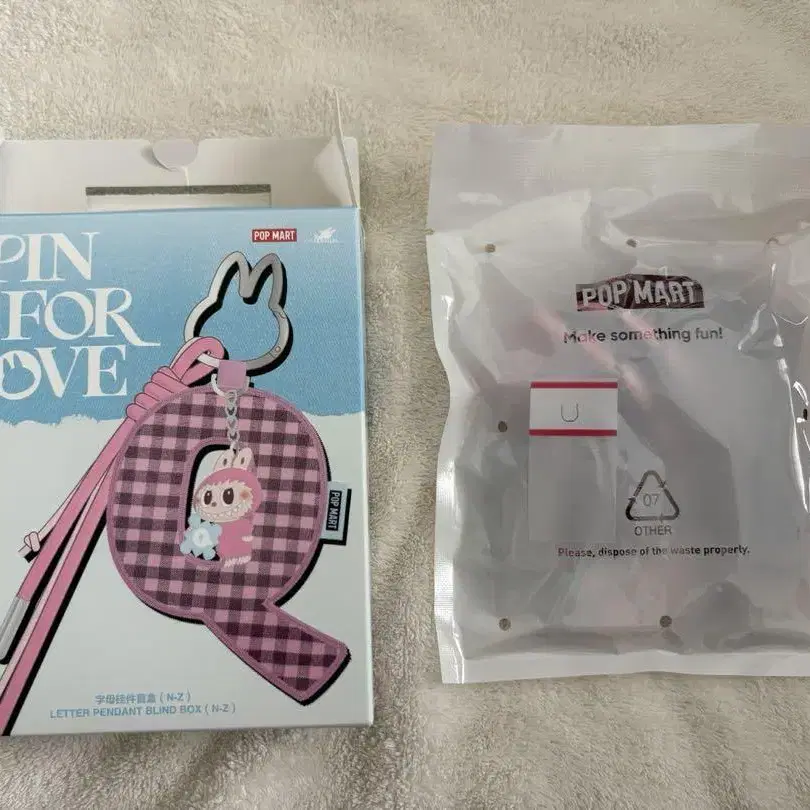 PIN
FOR
OVE
POP MART
POP MART
字母挂件盲盒 ( N-Z )
LETTER PENDANT BLIND BOX ( N-Z )
POP MART
Make something fun!
U
07
OTHER
Please, dispose of the waste properly.